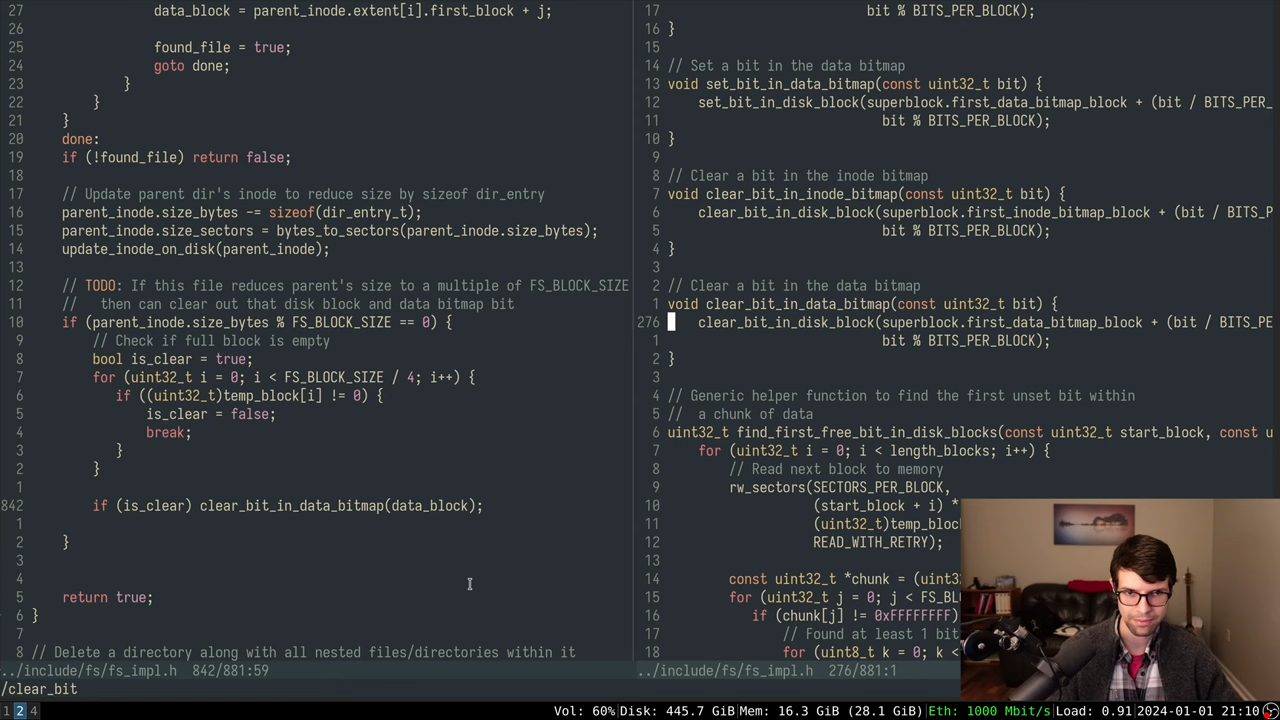 27                 data_block = parent_inode.extent[i].first_block + j;
26
25                 found_file = true;
24                 goto done;
23             }
22         }
21     }
20     done:
19     if (!found_file) return false;
18
17     // Update parent dir's inode to reduce size by sizeof dir_entry
16     parent_inode.size_bytes -= sizeof(dir_entry_t);
15     parent_inode.size_sectors = bytes_to_sectors(parent_inode.size_bytes);
14     update_inode_on_disk(parent_inode);
13
12     // TODO: If this file reduces parent's size to a multiple of FS_BLOCK_SIZE
11     //   then can clear out that disk block and data bitmap bit
10     if (parent_inode.size_bytes % FS_BLOCK_SIZE == 0) {
9         // Check if full block is empty
8         bool is_clear = true;
7         for (uint32_t i = 0; i < FS_BLOCK_SIZE / 4; i++) {
6            if ((uint32_t)temp_block[i] != 0) {
5                is_clear = false;
4                break;
3            }
2         }
1
842         if (is_clear) clear_bit_in_data_bitmap(data_block);
1
2     }
3
4
5     return true;
6 }
7
8 // Delete a directory along with all nested files/directories within it
../include/fs/fs_impl.h  842/881:59
17                           bit % BITS_PER_BLOCK);
16 }
15
14 // Set a bit in the data bitmap
13 void set_bit_in_data_bitmap(const uint32_t bit) {
12     set_bit_in_disk_block(superblock.first_data_bitmap_block + (bit / BITS_PER_
11                             bit % BITS_PER_BLOCK);
10 }
9
8 // Clear a bit in the inode bitmap
7 void clear_bit_in_inode_bitmap(const uint32_t bit) {
6     clear_bit_in_disk_block(superblock.first_inode_bitmap_block + (bit / BITS_P
5                             bit % BITS_PER_BLOCK);
4 }
3
2 // Clear a bit in the data bitmap
1 void clear_bit_in_data_bitmap(const uint32_t bit) {
276     clear_bit_in_disk_block(superblock.first_data_bitmap_block + (bit / BITS_PE
1                             bit % BITS_PER_BLOCK);
2 }
3
4 // Generic helper function to find the first unset bit within
5 //   a chunk of data
6 uint32_t find_first_free_bit_in_disk_blocks(const uint32_t start_block, const u
7     for (uint32_t i = 0; i < length_blocks; i++) {
8         // Read next block to memory
9         rw_sectors(SECTORS_PER_BLOCK,
10                    (start_block + i) *
11                    (uint32_t)temp_bloc
12                    READ_WITH_RETRY);
13
14         const uint32_t *chunk = (uint32_
15         for (uint32_t j = 0; j < FS_BL
16            if (chunk[j] != 0xFFFFFFFF)
17                // Found at least 1 bit
18                for (uint8_t k = 0; k <
../include/fs/fs_impl.h  276/881:1
/clear_bit
1 2 4
Vol: 60% Disk: 445.7 GiB Mem: 16.3 GiB (28.1 GiB) Eth: 1000 Mbit/s Load: 0.91 2024-01-01 21:10